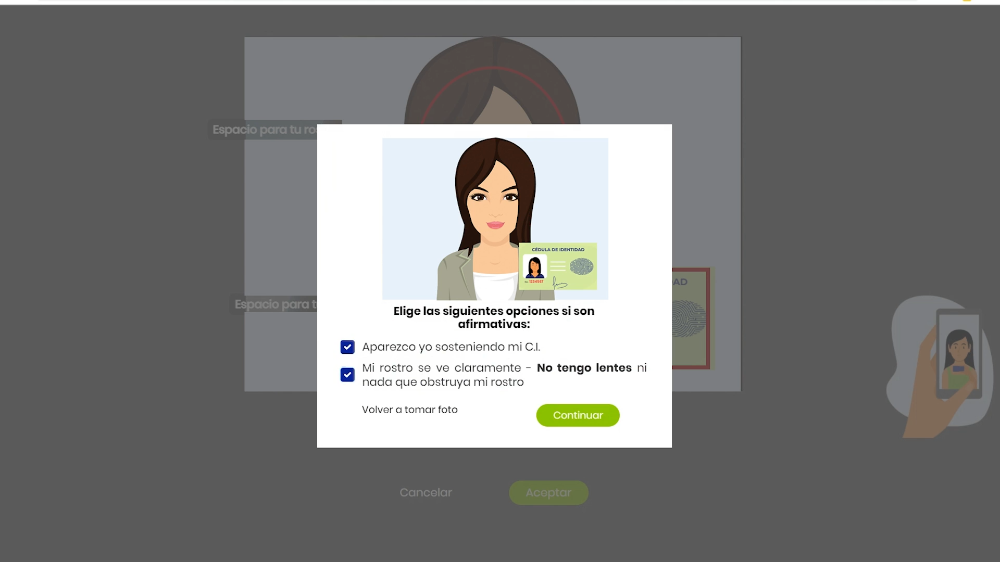 Espacio para tu
CÉDULA DE IDENTIDAD
No. 1234567
AD
Espacio para
Elige las siguientes opciones si son
afirmativas:
Aparezco yo sosteniendo mi C.I.
Mi rostro se ve claramente - No tengo lentes ni
nada que obstruya mi rostro
Volver a tomar foto
Continuar
Cancelar
Aceptar